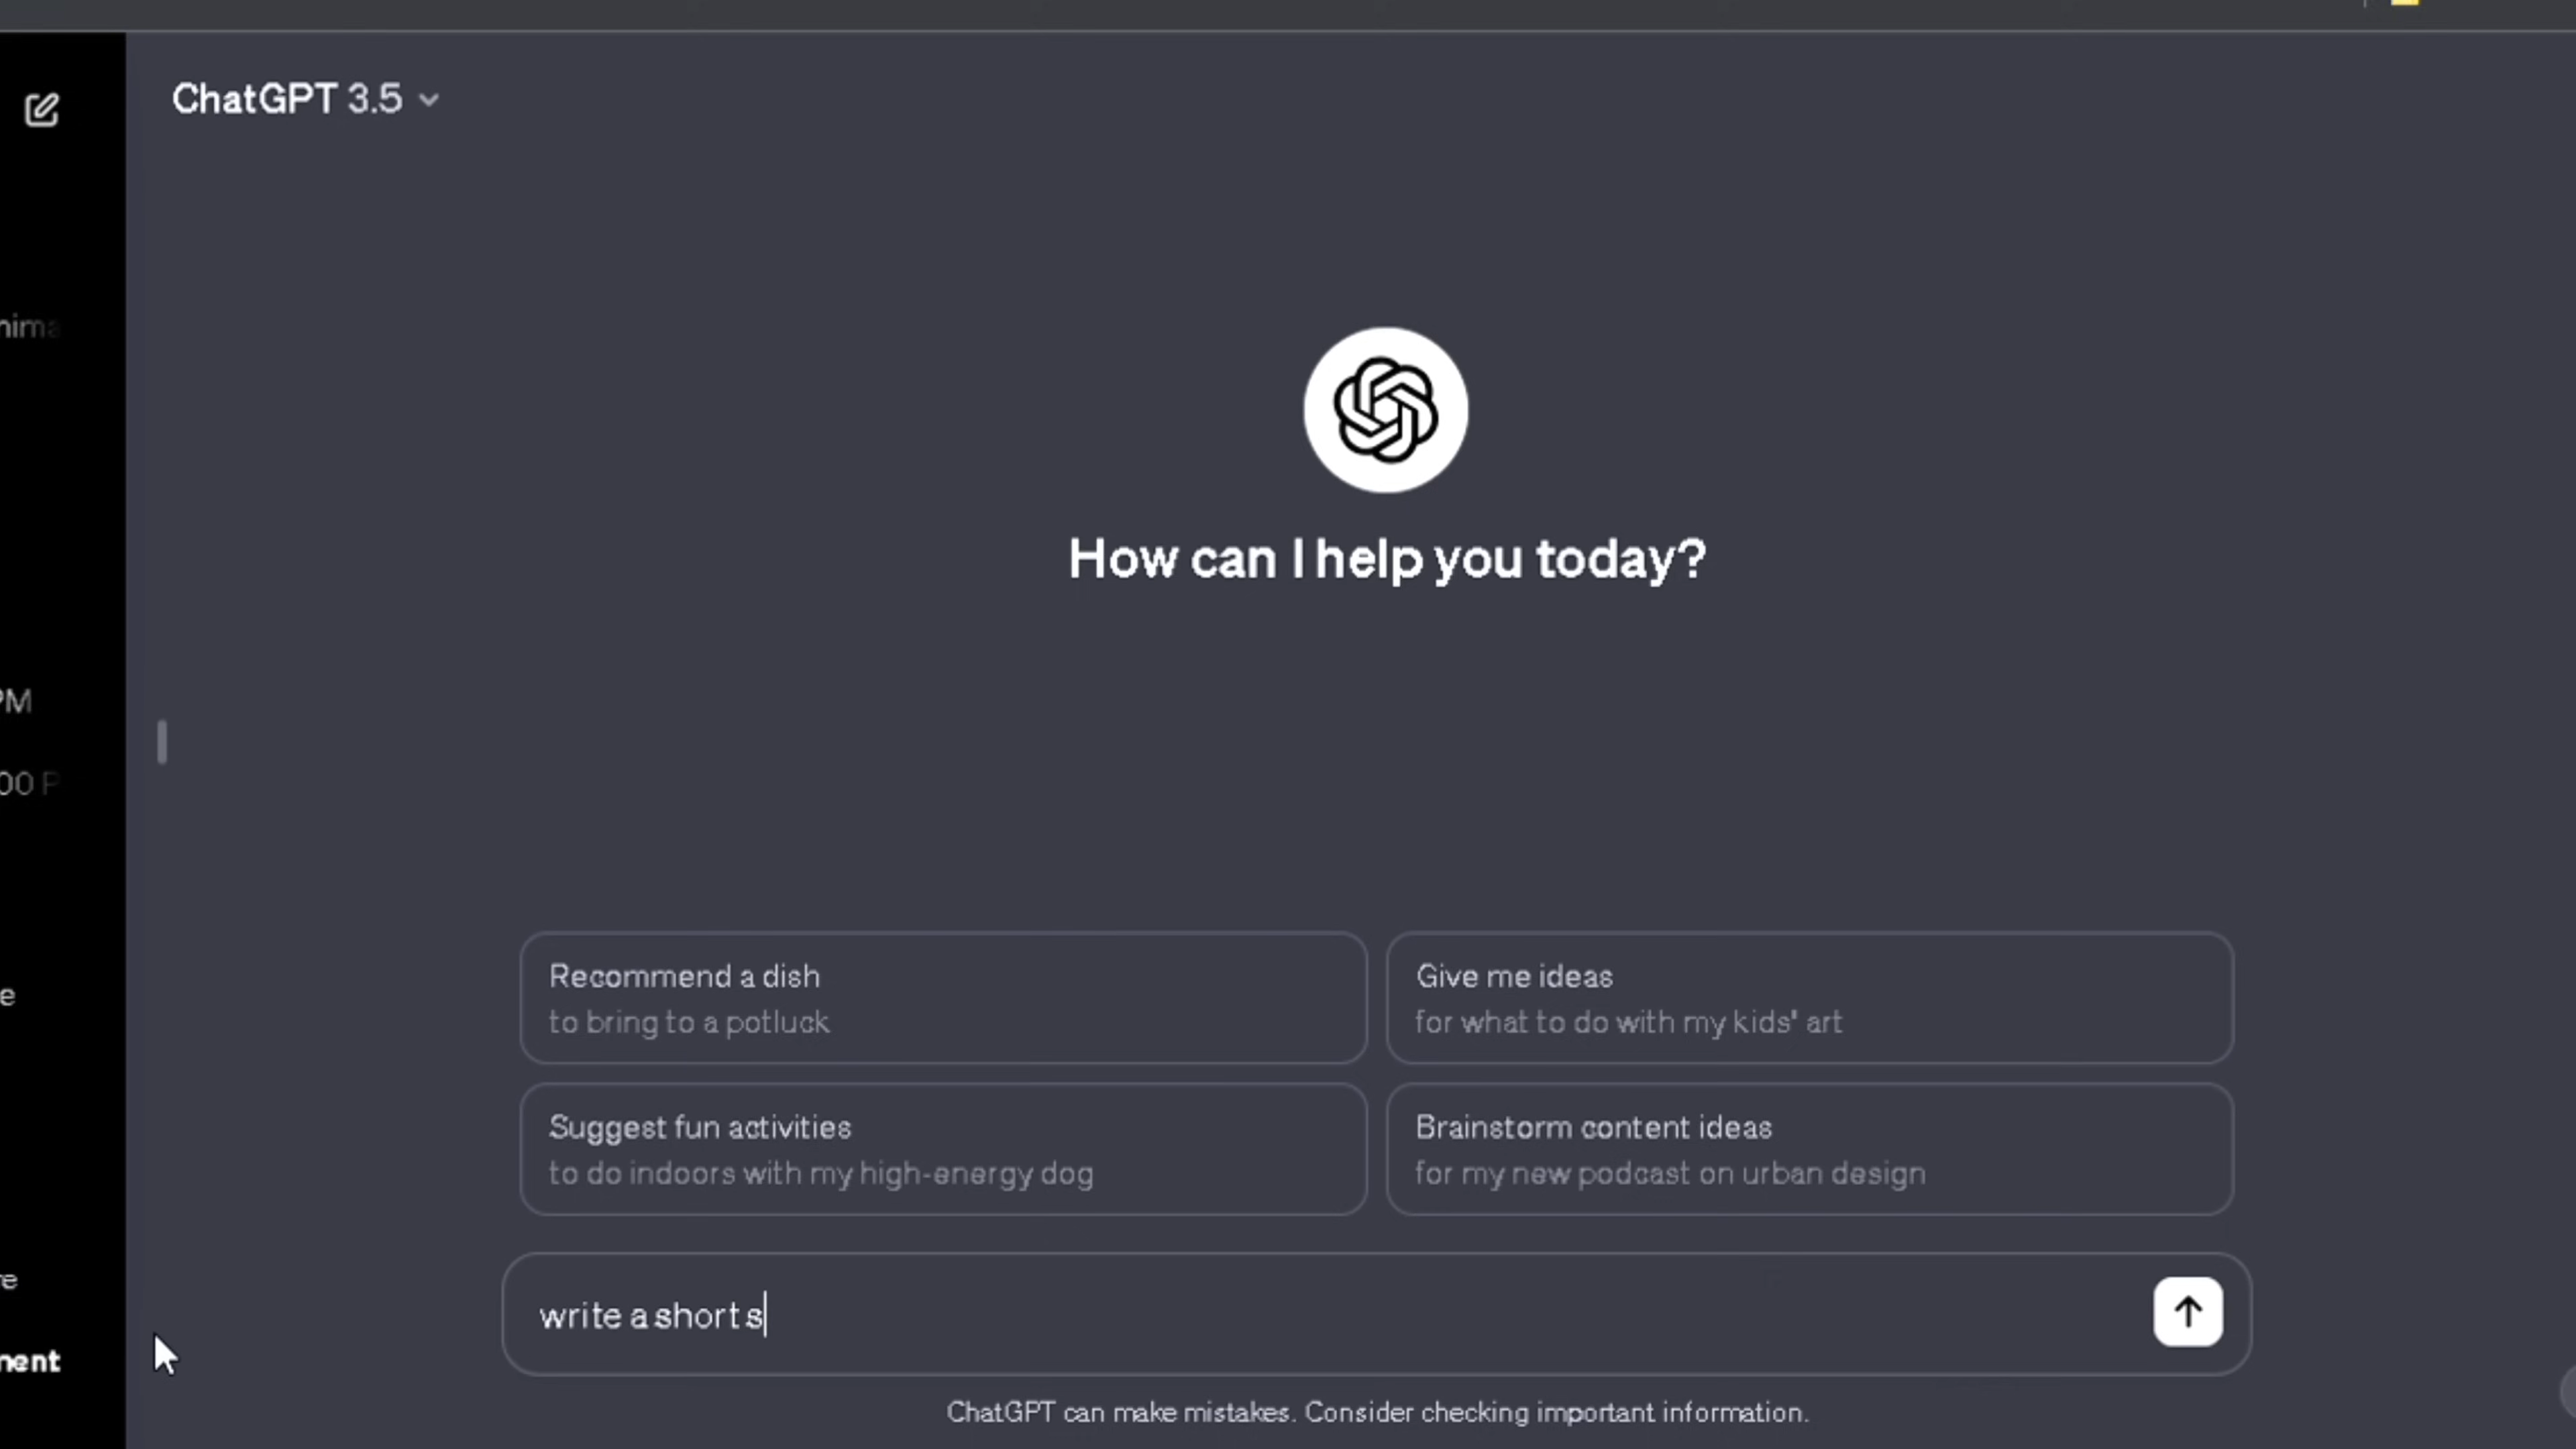 ChatGPT 3.5
PM
00 P
How can I help you today?
Recommend a dish
to bring to a potluck
Give me ideas
for what to do with my kids' art
Suggest fun activities
to do indoors with my high-energy dog
Brainstorm content ideas
for my new podcast on urban design
write a short s
ChatGPT can make mistakes. Consider checking important information.